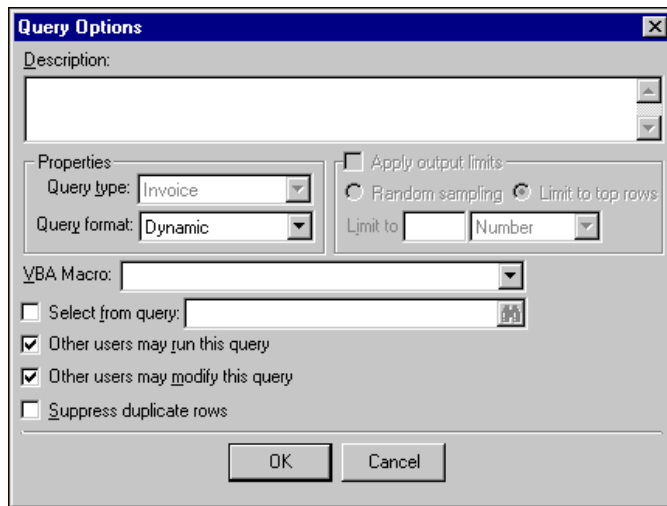 Query Options
Description:
Properties
Query type: Invoice
Query format: Dynamic
Apply output limits
Random sampling Limit to top rows
Limit to Number
VBA Macro:
Select from query:
Other users may run this query
Other users may modify this query
Suppress duplicate rows
OK Cancel